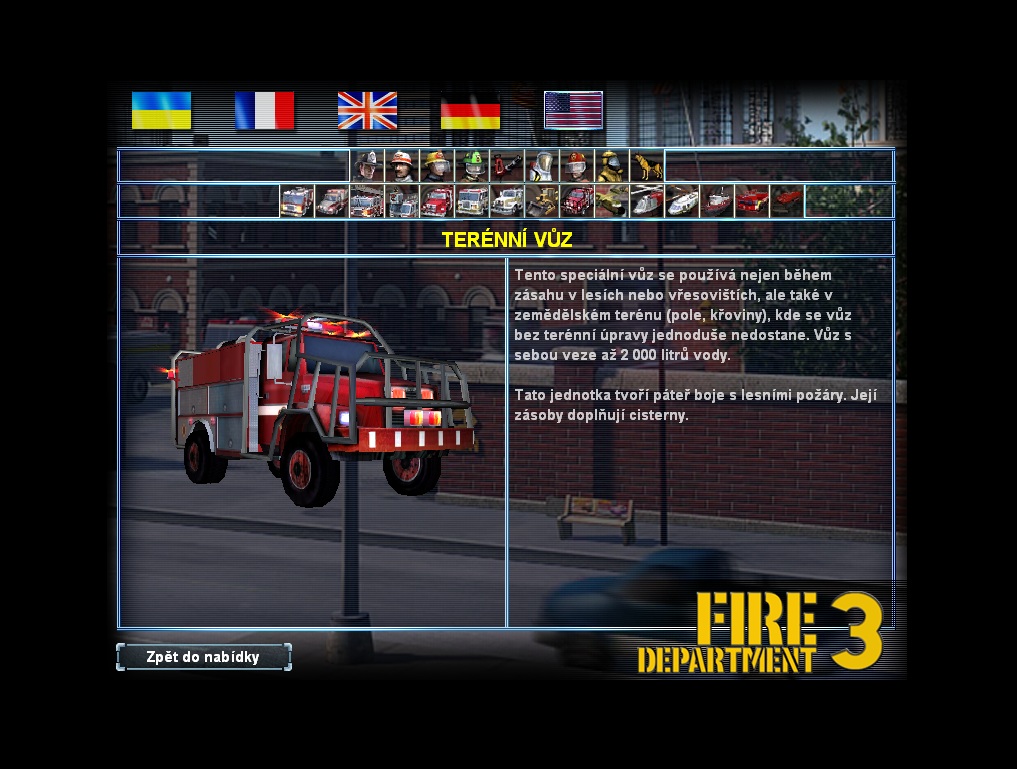 TERÉNNÍ VŮZ
Tento speciální vůz se používá nejen během
zásahu v lesích nebo vřesovištích, ale také v
zemědělském terénu (pole, křoviny), kde se vůz
bez terénní úpravy jednoduše nedostane. Vůz s
sebou veze až 2 000 litrů vody.
Tato jednotka tvoří páteř boje s lesními požáry. Její
zásoby doplňují cisterny.
Zpět do nabídky
FIRE
DEPARTMENT 3